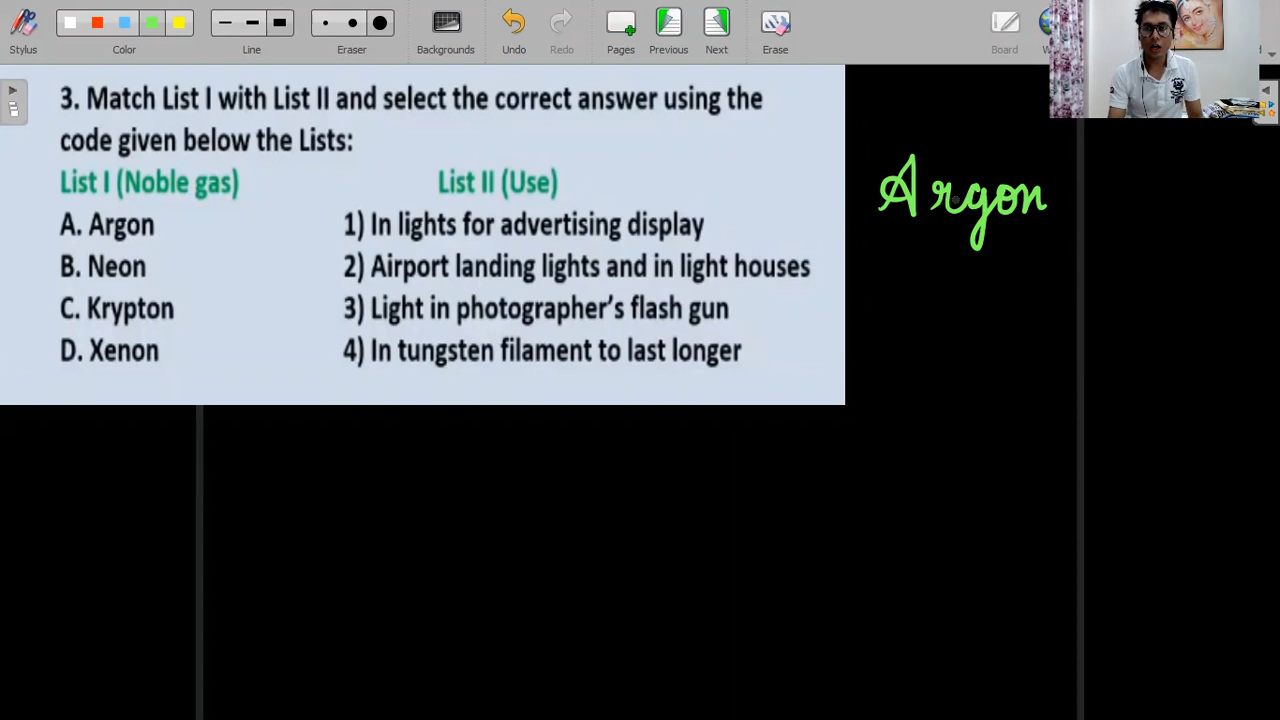 Stylus
Color
Line
Eraser
Backgrounds
Undo
Redo
Pages
Previous
Next
Erase
Board
3. Match List I with List II and select the correct answer using the
code given below the Lists:
List I (Noble gas) List II (Use)
A. Argon 1) In lights for advertising display
B. Neon 2) Airport landing lights and in light houses
C. Krypton 3) Light in photographer’s flash gun
D. Xenon 4) In tungsten filament to last longer
Argon